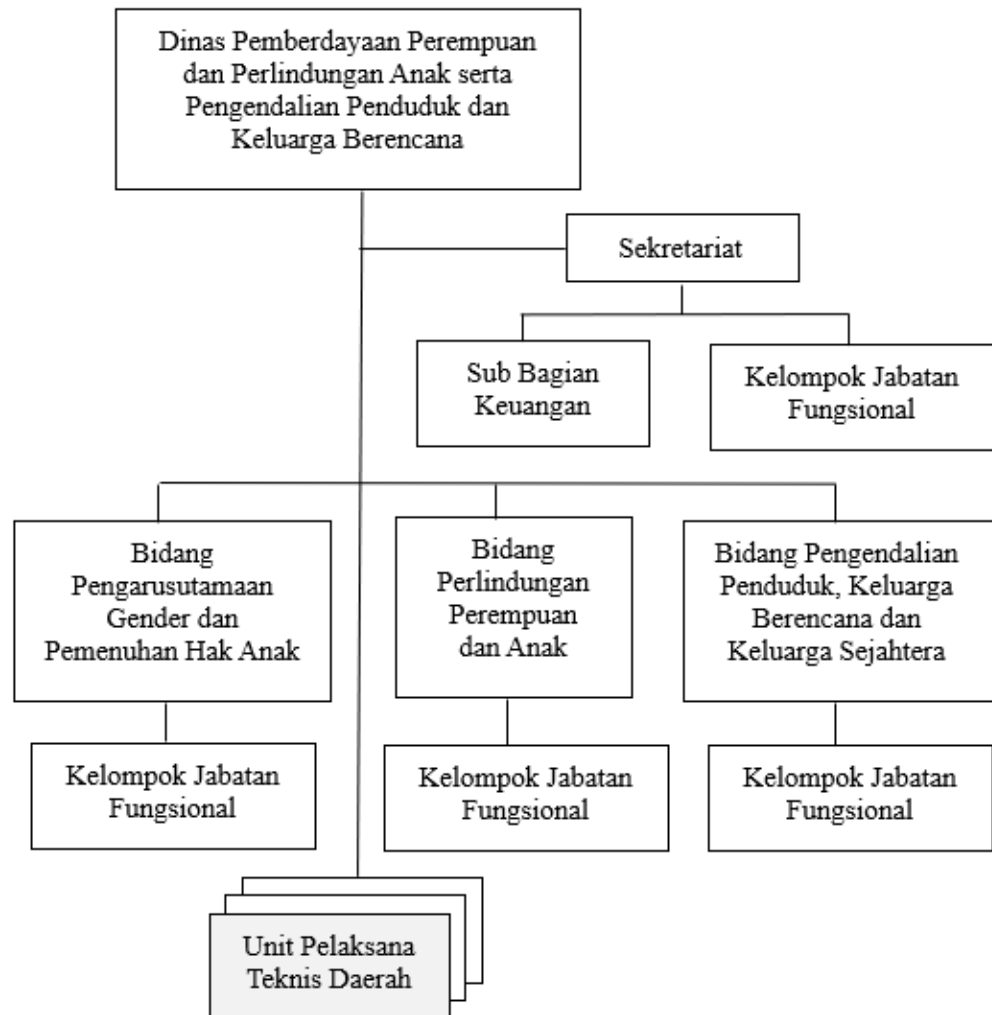 Dinas Pemberdayaan Perempuan
dan Perlindungan Anak serta
Pengendalian Penduduk dan
Keluarga Berencana
Sekretariat
Sub Bagian
Keuangan
Kelompok Jabatan
Fungsional
Bidang
Pengarusutamaan
Gender dan
Pemenuhan Hak Anak
Bidang
Perlindungan
Perempuan
dan Anak
Bidang Pengendalian
Penduduk, Keluarga
Berencana dan
Keluarga Sejahtera
Kelompok Jabatan
Fungsional
Kelompok Jabatan
Fungsional
Kelompok Jabatan
Fungsional
Unit Pelaksana
Teknis Daerah